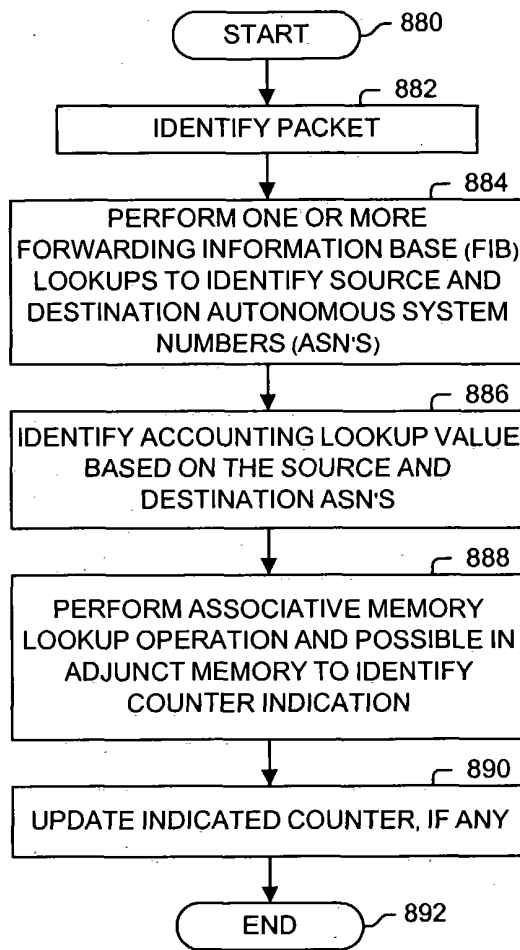 START
880
882
IDENTIFY PACKET
884
PERFORM ONE OR MORE
FORWARDING INFORMATION BASE (FIB)
LOOKUPS TO IDENTIFY SOURCE AND
DESTINATION AUTONOMOUS SYSTEM
NUMBERS (ASN'S)
886
IDENTIFY ACCOUNTING LOOKUP VALUE
BASED ON THE SOURCE AND
DESTINATION ASN'S
888
PERFORM ASSOCIATIVE MEMORY
LOOKUP OPERATION AND POSSIBLE IN
ADJUNCT MEMORY TO IDENTIFY
COUNTER INDICATION
890
UPDATE INDICATED COUNTER, IF ANY
END
892